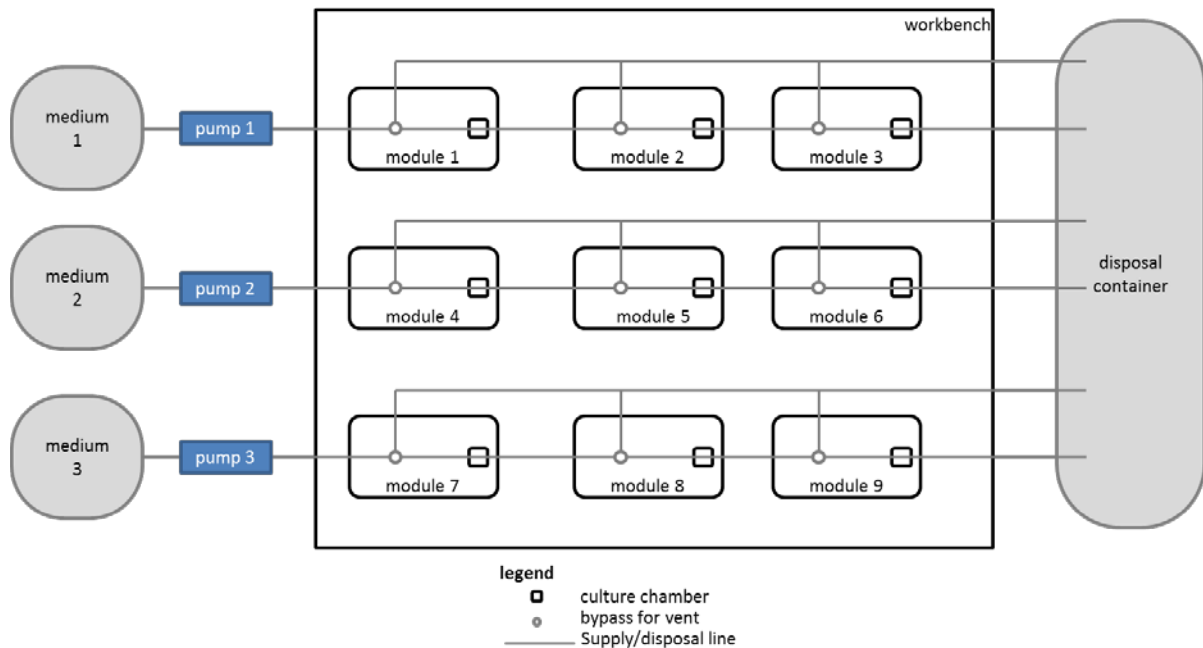 workbench
medium
1
pump 1
module 1
module 2
module 3
medium
2
pump 2
module 4
module 5
module 6
disposal
container
medium
3
pump 3
module 7
module 8
module 9
legend
culture chamber
bypass for vent
Supply/disposal line